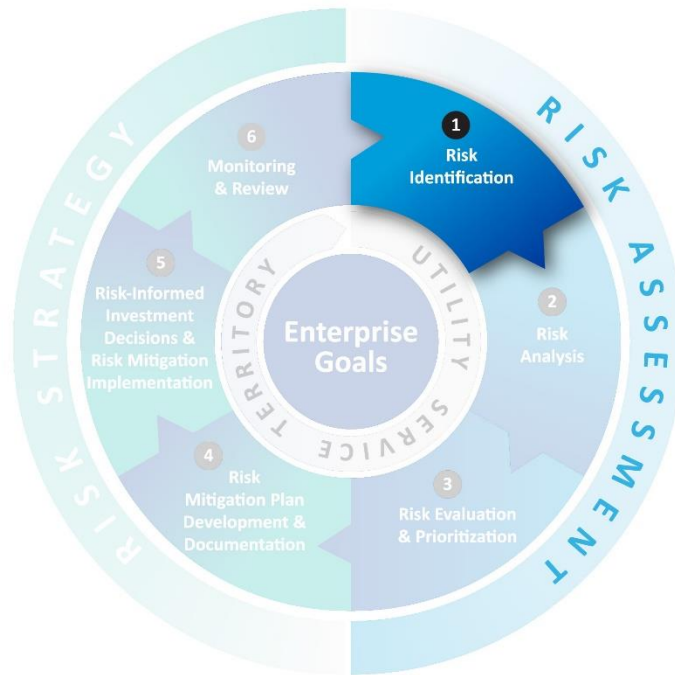 RISK ASSESSMENT
RISK STRATEGY
1
Risk
Identification
2
Risk
Analysis
3
Risk Evaluation
& Prioritization
4
Risk
Mitigation Plan
Development &
Documentation
5
Risk-Informed
Investment
Decisions &
Risk Mitigation
Implementation
6
Monitoring
& Review
UTILITY SERVICE TERRITORY
Enterprise
Goals